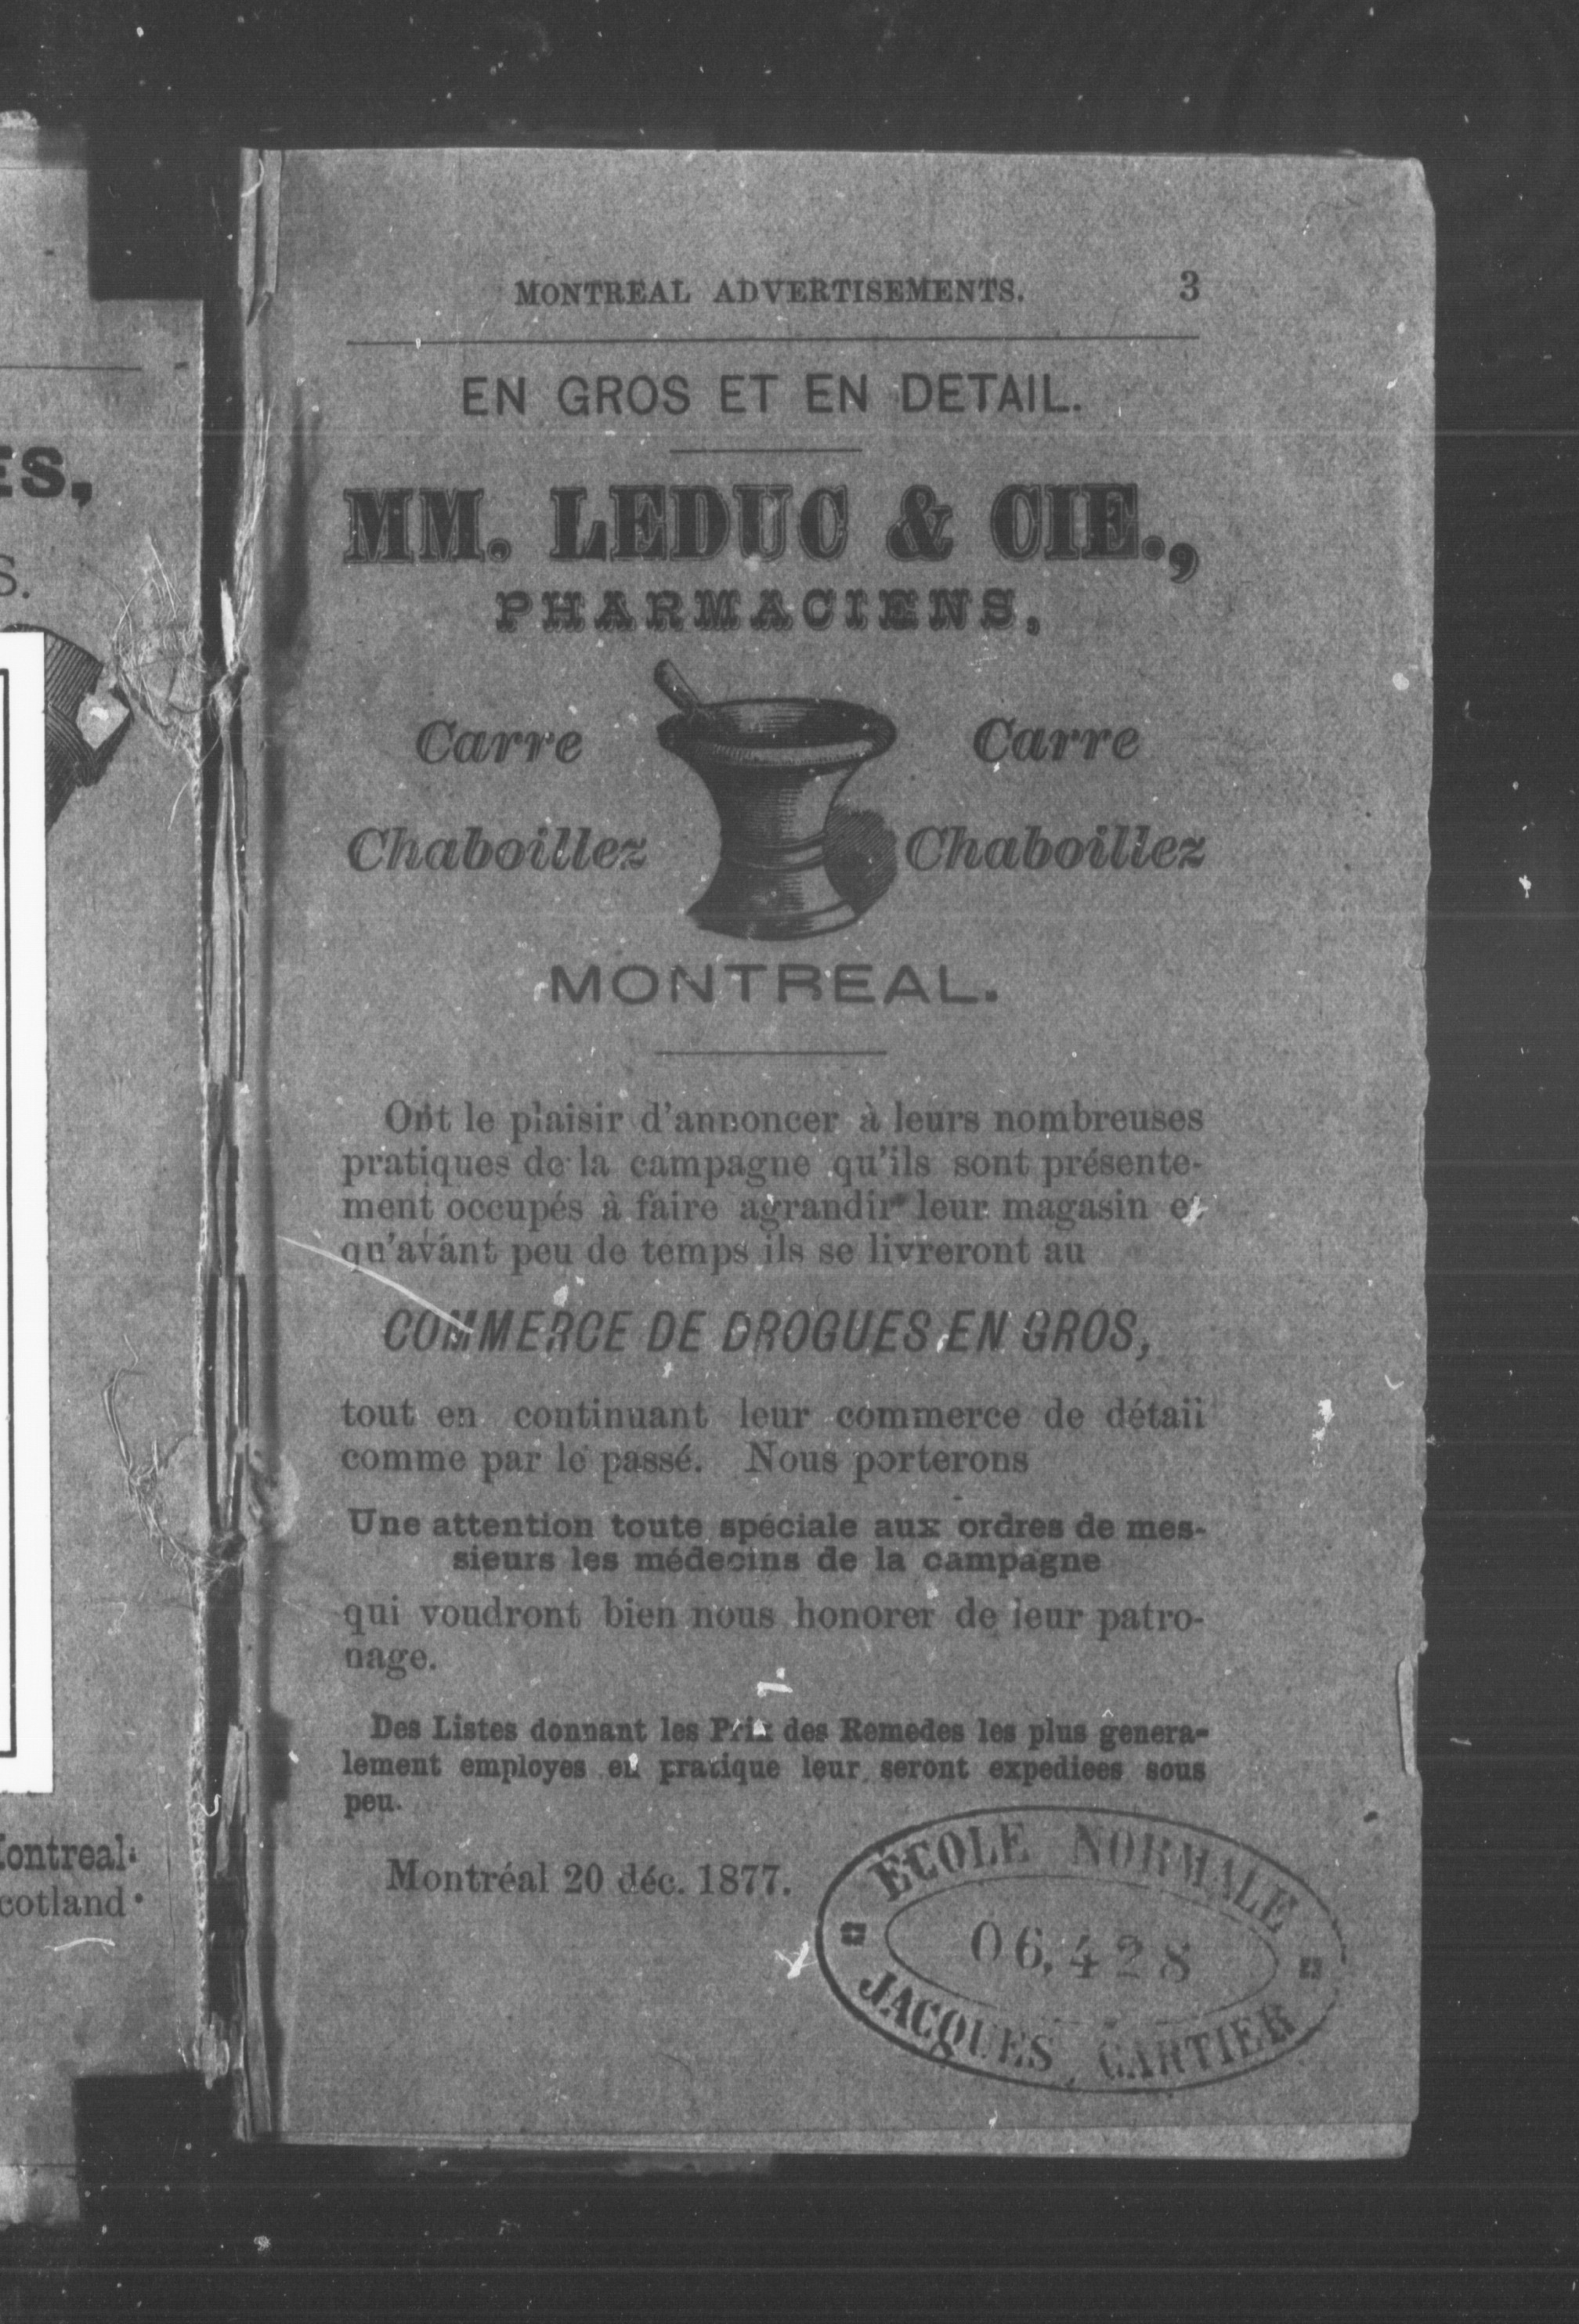 MONTREAL ADVERTISEMENTS. 3
EN GROS ET EN DETAIL.
MM. LEDUC & CIE.,
PHARMACIENS,
Carre Carre
Chaboillez Chaboillez
MONTREAL.
Ont le plaisir d'annoncer à leurs nombreuses
pratiques de la campagne qu'ils sont présente-
ment occupés à faire agrandir leur magasin et
qu'avant peu de temps ils se livreront au
COMMERCE DE DROGUES EN GROS,
tout en continuant leur commerce de détail
comme par le passé. Nous porterons
Une attention toute spéciale aux ordres de mes-
sieurs les médecins de la campagne
qui voudront bien nous honorer de leur patro-
nage.
Des Listes donnant les Prix des Remedes les plus genera-
lement employes en pratique leur seront expediees sous
peu.
Montréal 20 déc. 1877.
ÉCOLE NORMALE
06,428
JACQUES CARTIER
ES,
S.
ontreal.
cotland